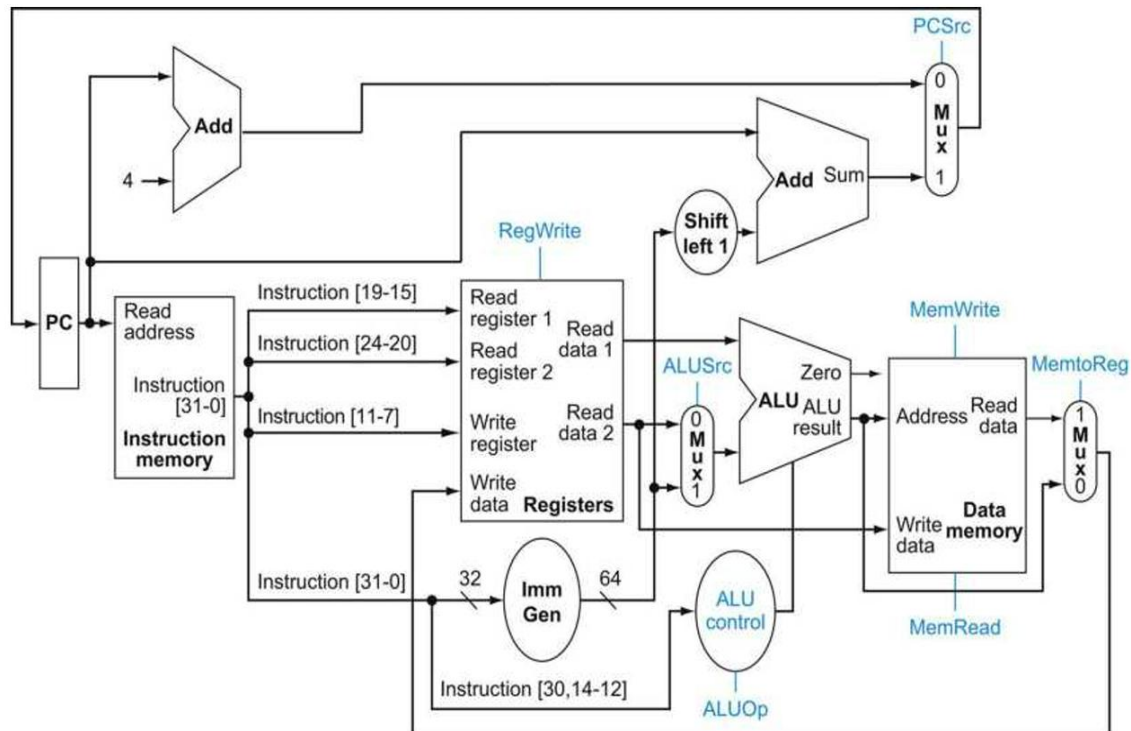 PCSrc
0
M
u
x
1
Add
4
Add Sum
Shift
left 1
RegWrite
PC
Read
address
Instruction
[31-0]
Instruction
memory
Instruction [19-15]
Instruction [24-20]
Instruction [11-7]
Read
register 1
Read
data 1
Read
register 2
Write
register
Read
data 2
Write
data
Registers
ALUSrc
0
M
u
x
1
Zero
ALU
ALU
result
MemWrite
Address
Read
data
Write
data
Data
memory
MemRead
MemtoReg
1
M
u
x
0
Instruction [31-0]
32
Imm
Gen
64
ALU
control
ALUOp
Instruction [30,14-12]